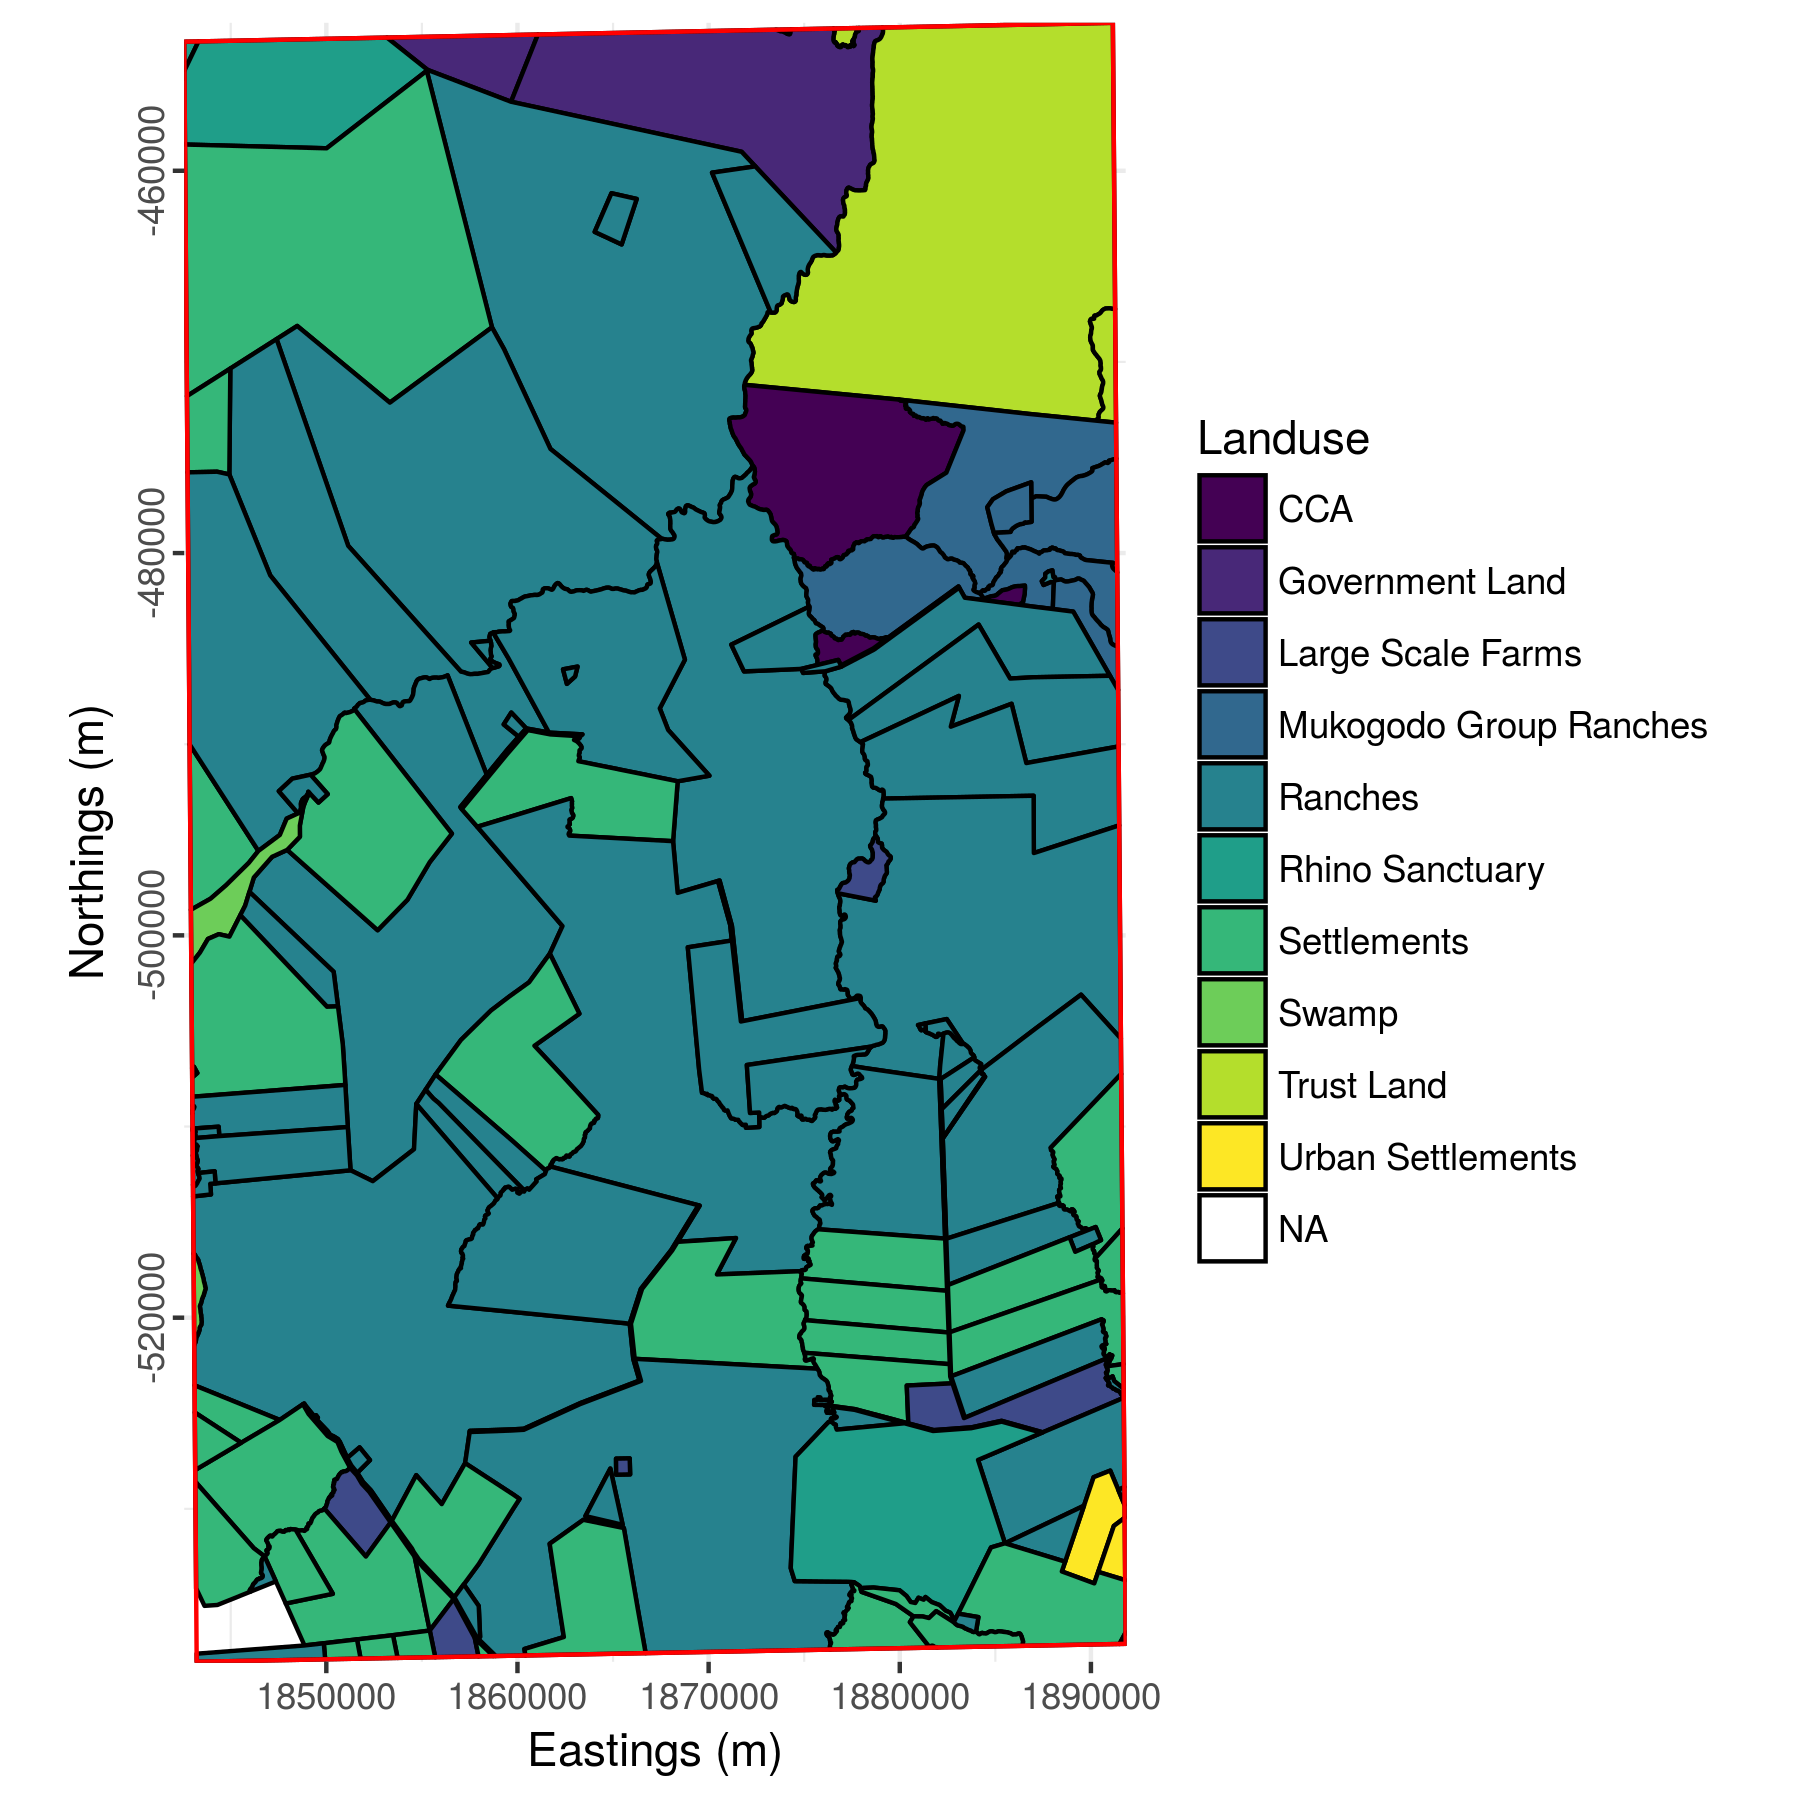 Northings (m)
-460000
-480000
-500000
-520000
1850000
1860000
1870000
1880000
1890000
Eastings (m)
Landuse
CCA
Government Land
Large Scale Farms
Mukogodo Group Ranches
Ranches
Rhino Sanctuary
Settlements
Swamp
Trust Land
Urban Settlements
NA